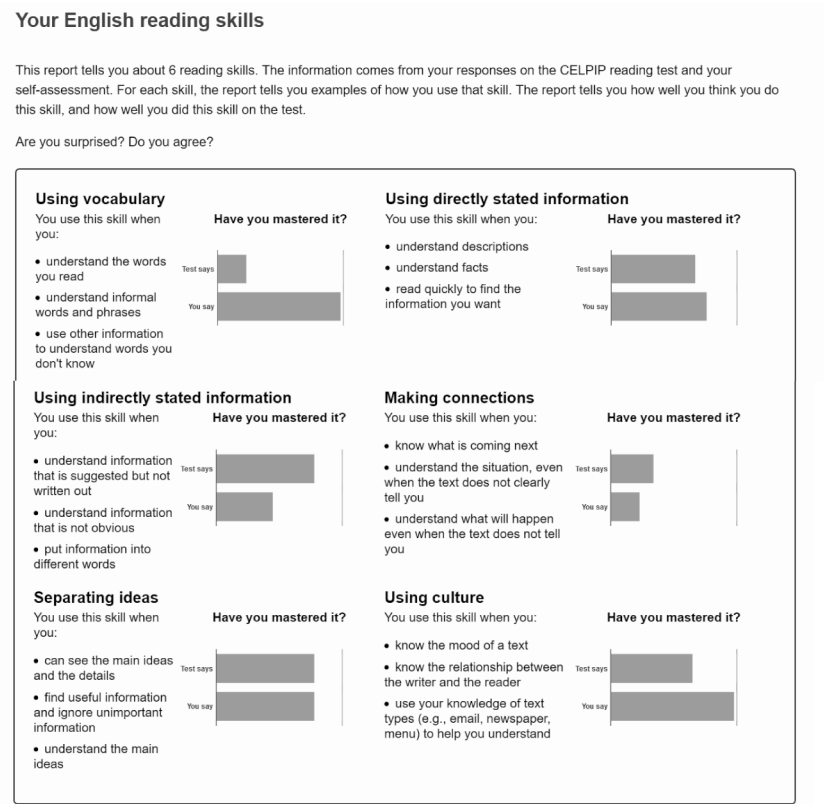 Your English reading skills
This report tells you about 6 reading skills. The information comes from your responses on the CELPIP reading test and your
self-assessment. For each skill, the report tells you examples of how you use that skill. The report tells you how well you think you do
this skill, and how well you did this skill on the test.
Are you surprised? Do you agree?
Using vocabulary
You use this skill when
you:
• understand the words
you read
• understand informal
words and phrases
• use other information
to understand words you
don't know
Have you mastered it?
Test says
You say
Using directly stated information
You use this skill when you:
• understand descriptions
• understand facts
• read quickly to find the
information you want
Have you mastered it?
Test says
You say
Using indirectly stated information
You use this skill when
you:
• understand information
that is suggested but not
written out
• understand information
that is not obvious
• put information into
different words
Have you mastered it?
Test says
You say
Making connections
You use this skill when you:
• know what is coming next
• understand the situation, even
when the text does not clearly
tell you
• understand what will happen
even when the text does not tell
you
Have you mastered it?
Test says
You say
Separating ideas
You use this skill when
you:
• can see the main ideas
and the details
• find useful information
and ignore unimportant
information
• understand the main
ideas
Have you mastered it?
Test says
You say
Using culture
You use this skill when you:
• know the mood of a text
• know the relationship between
the writer and the reader
• use your knowledge of text
types (e.g., email, newspaper,
menu) to help you understand
Have you mastered it?
Test says
You say